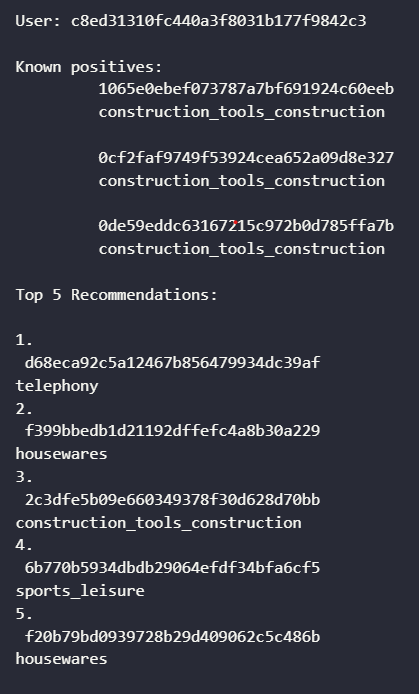 User: c8ed31310fc440a3f8031b177f9842c3
Known positives:
1065e0ebef073787a7bf691924c60eeb
construction_tools_construction
0cf2faf9749f53924cea652a09d8e327
construction_tools_construction
0de59eddc63167215c972b0d785ffa7b
construction_tools_construction
Top 5 Recommendations:
1.
d68eca92c5a12467b856479934dc39af
telephony
2.
f399bbedb1d21192dffefc4a8b30a229
housewares
3.
2c3dfe5b09e660349378f30d628d70bb
construction_tools_construction
4.
6b770b5934dbdb29064efdf34bfa6cf5
sports_leisure
5.
f20b79bd0939728b29d409062c5c486b
housewares